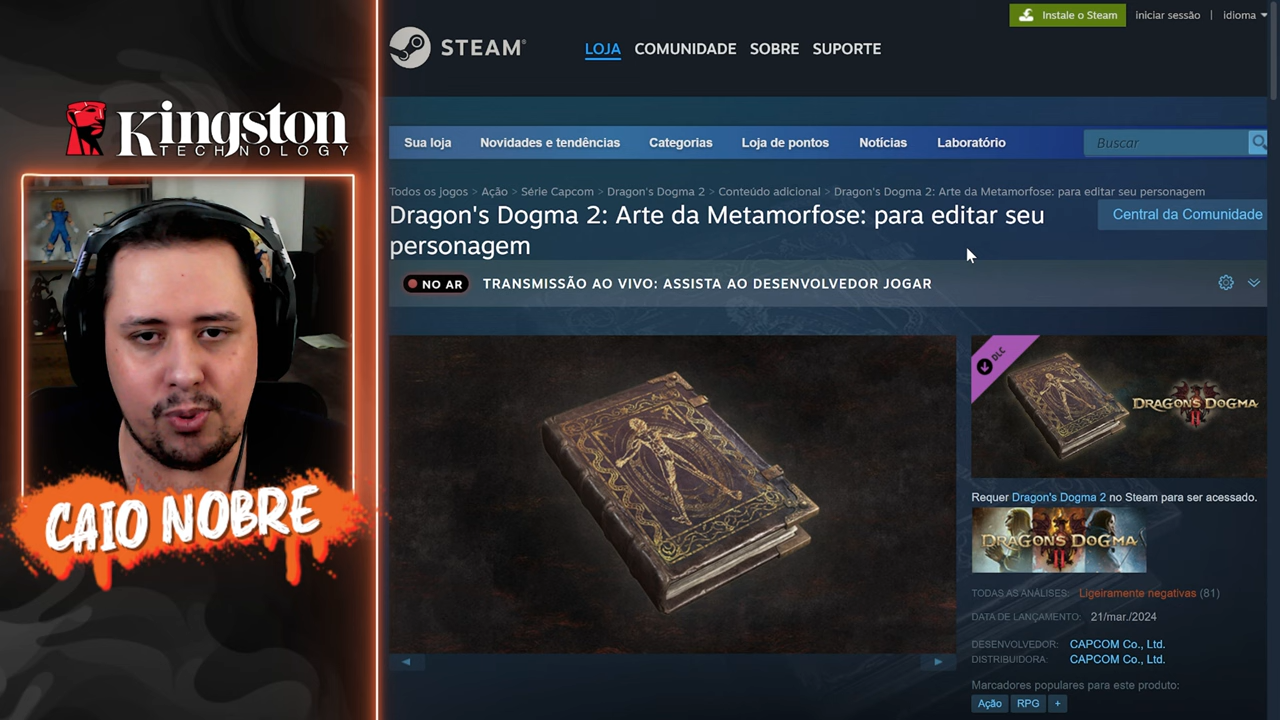 Kingston
TECHNOLOGY
CAIO NOBRE
Instale o Steam
iniciar sessão | idioma
STEAM®
LOJA COMUNIDADE SOBRE SUPORTE
Sua loja Novidades e tendências Categorias Loja de pontos Notícias Laboratório Buscar
Todos os jogos > Ação > Série Capcom > Dragon's Dogma 2 > Conteúdo adicional > Dragon's Dogma 2: Arte da Metamorfose: para editar seu personagem
Dragon's Dogma 2: Arte da Metamorfose: para editar seu
personagem
Central da Comunidade
NO AR TRANSMISSÃO AO VIVO: ASSISTA AO DESENVOLVEDOR JOGAR
DLC
DRAGON'S DOGMA II
Requer Dragon's Dogma 2 no Steam para ser acessado.
DRAGON'S DOGMA II
TODAS AS ANÁLISES: Ligeiramente negativas (81)
DATA DE LANÇAMENTO: 21/mar./2024
DESENVOLVEDOR: CAPCOM Co., Ltd.
DISTRIBUIDORA: CAPCOM Co., Ltd.
Marcadores populares para este produto:
Ação RPG +